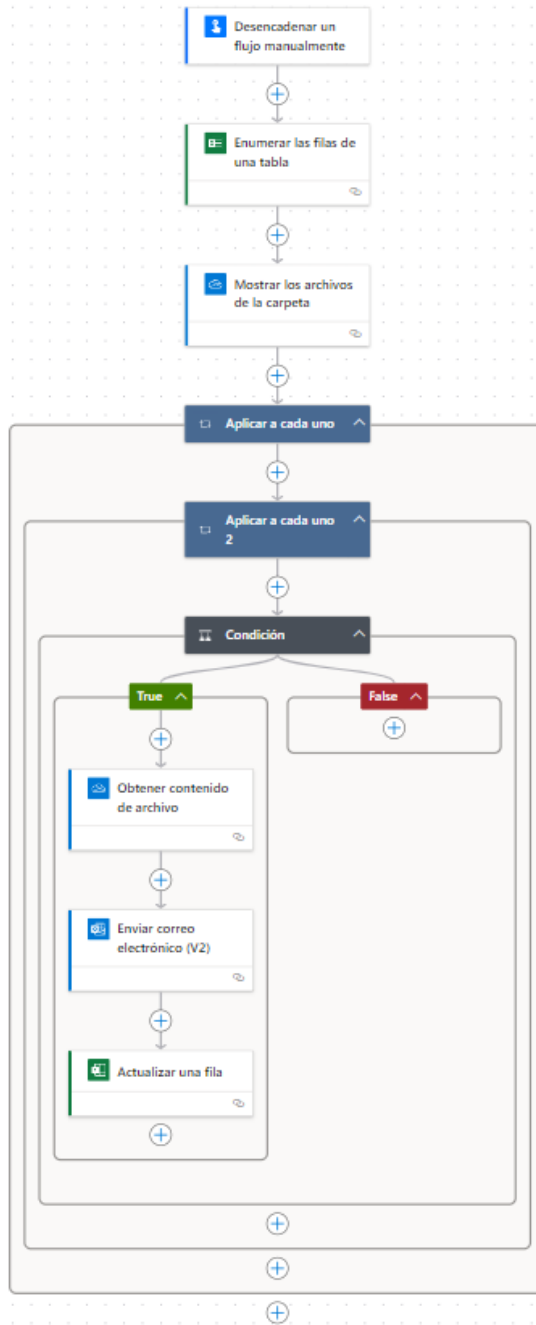 Desencadenar un
flujo manualmente
Enumerar las filas de
una tabla
Mostrar los archivos
de la carpeta
Aplicar a cada uno
Aplicar a cada uno
2
Condición
True
False
Obtener contenido
de archivo
Enviar correo
electrónico (V2)
Actualizar una fila